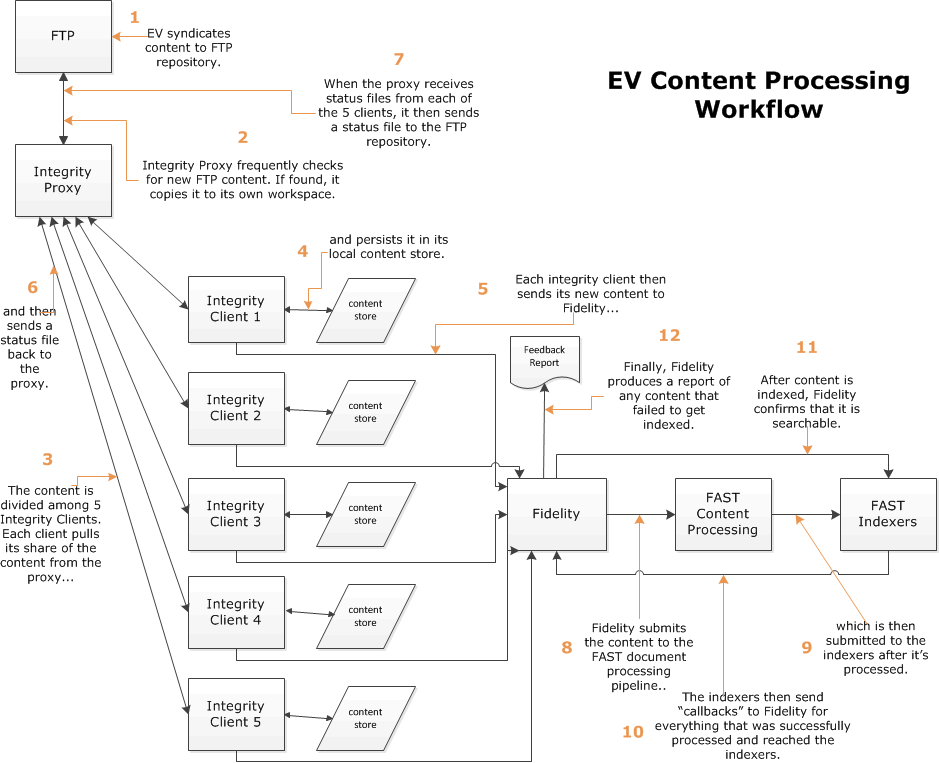 EV Content Processing
Workflow
FTP
1
EV syndicates
content to FTP
repository.
7
When the proxy receives
status files from each of
the 5 clients, it then sends
a status file to the FTP
repository.
2
Integrity Proxy frequently checks
for new FTP content. If found, it
copies it to its own workspace.
Integrity
Proxy
4
and persists it in its
local content store.
Integrity
Client 1
content
store
5
Each integrity client then
sends its new content to
Fidelity...
6
and then
sends a
status file
back to
the
proxy.
Integrity
Client 2
content
store
Feedback
Report
12
Finally, Fidelity
produces a report of
any content that
failed to get
indexed.
11
After content is
indexed, Fidelity
confirms that it is
searchable.
3
The content is
divided among 5
Integrity Clients.
Each client pulls
its share of the
content from the
proxy...
Integrity
Client 3
content
store
Fidelity
FAST
Content
Processing
FAST
Indexers
Integrity
Client 4
content
store
8
Fidelity submits
the content to the
FAST document
processing
pipeline..
9
which is then
submitted to the
indexers after it's
processed.
Integrity
Client 5
content
store
10
The indexers then send
“callbacks” to Fidelity for
everything that was successfully
processed and reached the
indexers.